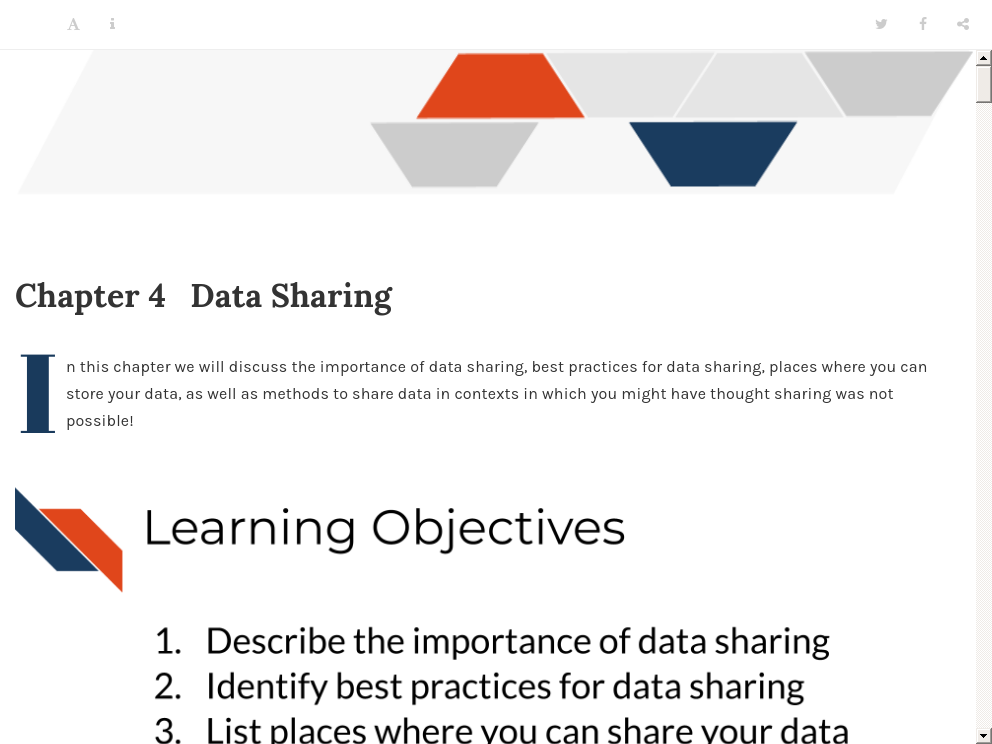 A i
Chapter 4 Data Sharing
In this chapter we will discuss the importance of data sharing, best practices for data sharing, places where you can
store your data, as well as methods to share data in contexts in which you might have thought sharing was not
possible!
Learning Objectives
1. Describe the importance of data sharing
2. Identify best practices for data sharing
3. List places where you can share your data